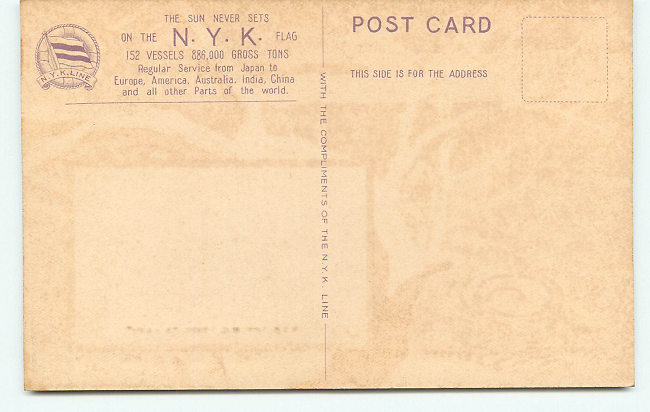 THE SUN NEVER SETS
ON THE N. Y. K. FLAG
152 VESSELS 886,000 GROSS TONS
Regular Service from Japan to
Europe, America, Australia, India, China
and all other Parts of the world.
N.Y.K.LINE
POST CARD
THIS SIDE IS FOR THE ADDRESS
WITH THE COMPLIMENTS OF THE N.Y.K. LINE